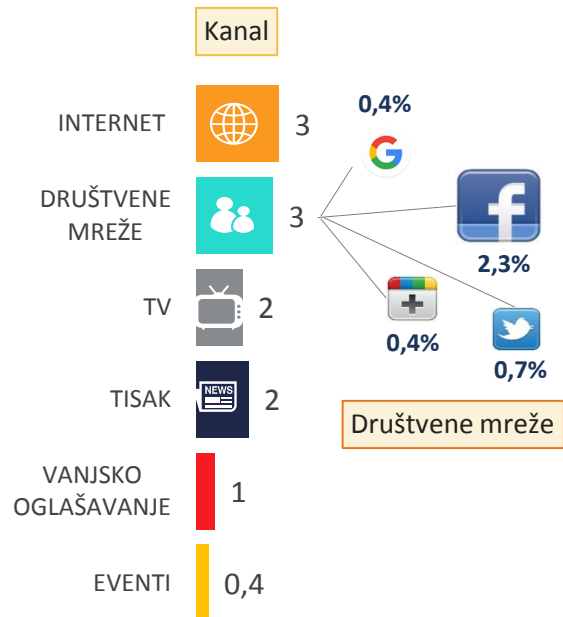 Kanal
INTERNET
3
0,4%
G
DRUŠTVENE
MREŽE
3
f
2,3%
TV
2
0,4%
0,7%
TISAK
NEWS
2
Društvene mreže
VANJSKO
OGLAŠAVANJE
1
EVENTI
0,4